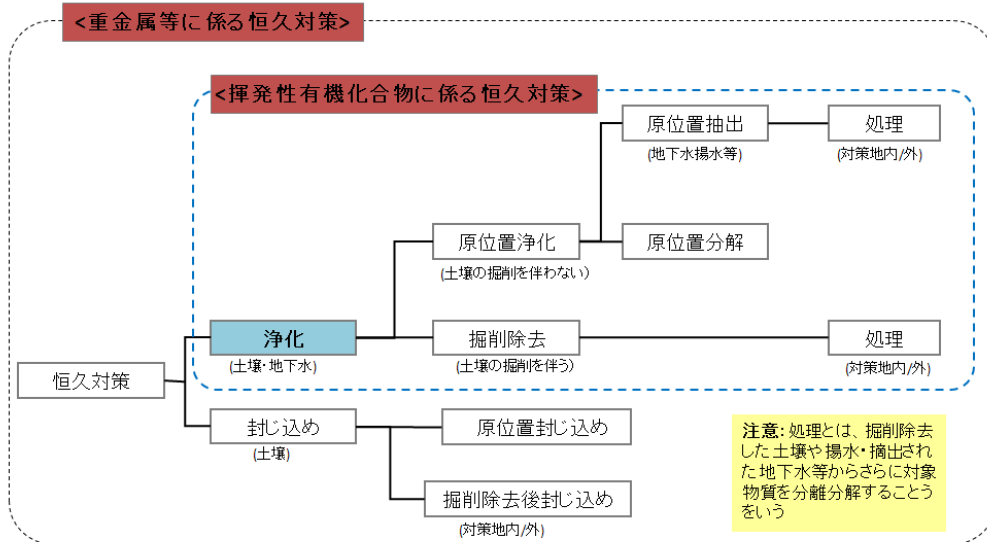 <重金属等に係る恒久対策>
<揮発性有機化合物に係る恒久対策>
原位置抽出
(地下水揚水等)
処理
(対策地内/外)
原位置浄化
(土壌の掘削を伴わない)
原位置分解
浄化
(土壌・地下水)
掘削除去
(土壌の掘削を伴う)
処理
(対策地内/外)
恒久対策
封じ込め
(土壌)
原位置封じ込め
掘削除去後封じ込め
(対策地内/外)
注意: 処理とは、掘削除去
した土壌や揚水・摘出され
た地下水等からさらに対象
物質を分離分解することう
をいう